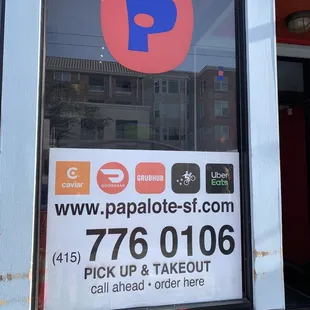 P
caviar
DOORDASH
GRUBHUB
Uber
Eats
www.papalote-sf.com
(415) 776 0106
PICK UP & TAKEOUT
call ahead • order here